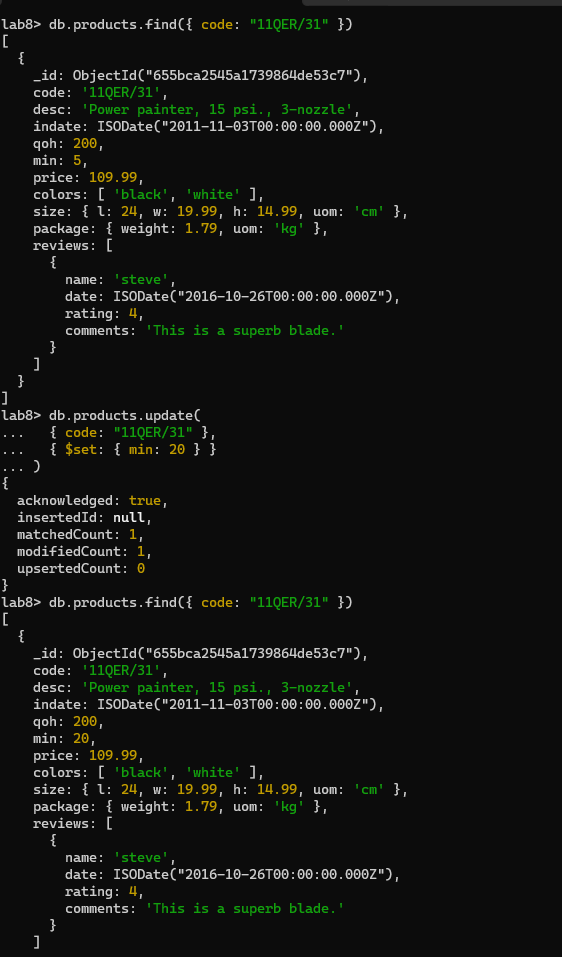 lab8> db.products.find({ code: "11QER/31" })
[
  {
    _id: ObjectId("655bca2545a1739864de53c7"),
    code: '11QER/31',
    desc: 'Power painter, 15 psi., 3-nozzle',
    indate: ISODate("2011-11-03T00:00:00.000Z"),
    qoh: 200,
    min: 5,
    price: 109.99,
    colors: [ 'black', 'white' ],
    size: { l: 24, w: 19.99, h: 14.99, uom: 'cm' },
    package: { weight: 1.79, uom: 'kg' },
    reviews: [
      {
        name: 'steve',
        date: ISODate("2016-10-26T00:00:00.000Z"),
        rating: 4,
        comments: 'This is a superb blade.'
      }
    ]
  }
]
lab8> db.products.update(
...   { code: "11QER/31" },
...   { $set: { min: 20 } }
... )
{
  acknowledged: true,
  insertedId: null,
  matchedCount: 1,
  modifiedCount: 1,
  upsertedCount: 0
}
lab8> db.products.find({ code: "11QER/31" })
[
  {
    _id: ObjectId("655bca2545a1739864de53c7"),
    code: '11QER/31',
    desc: 'Power painter, 15 psi., 3-nozzle',
    indate: ISODate("2011-11-03T00:00:00.000Z"),
    qoh: 200,
    min: 20,
    price: 109.99,
    colors: [ 'black', 'white' ],
    size: { l: 24, w: 19.99, h: 14.99, uom: 'cm' },
    package: { weight: 1.79, uom: 'kg' },
    reviews: [
      {
        name: 'steve',
        date: ISODate("2016-10-26T00:00:00.000Z"),
        rating: 4,
        comments: 'This is a superb blade.'
      }
    ]